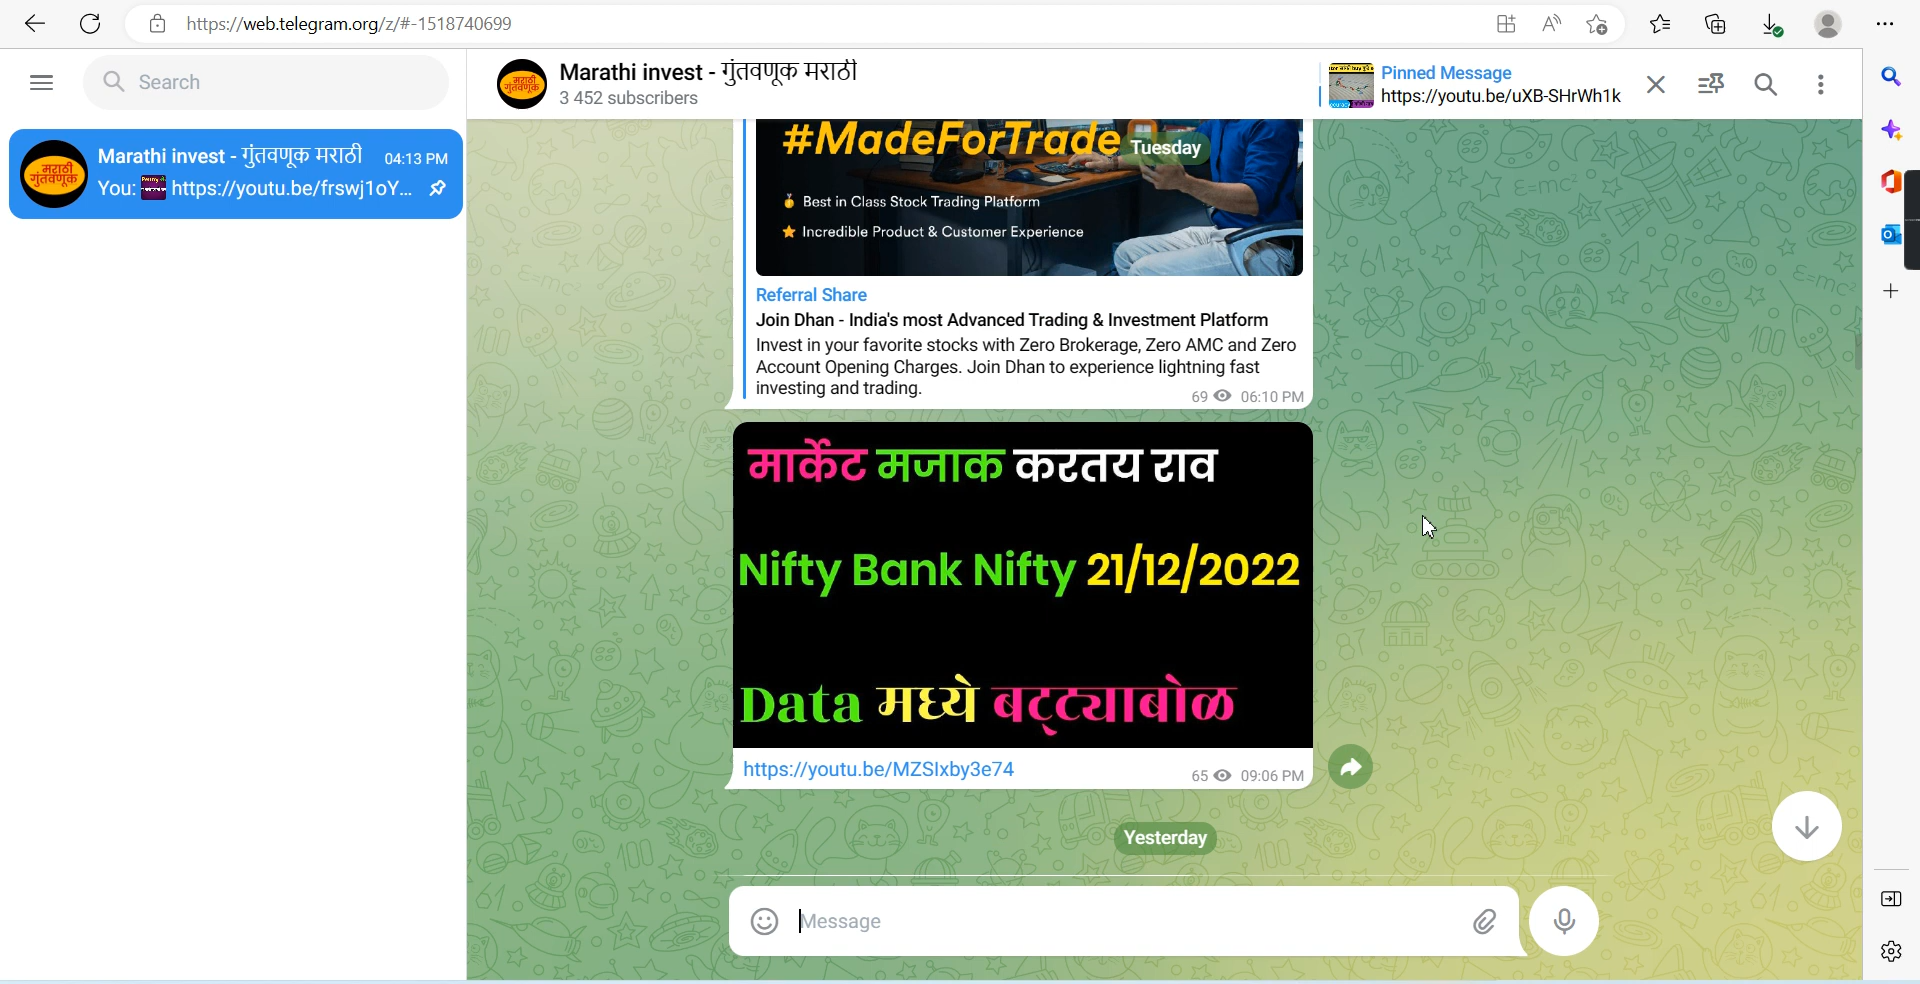 https://web.telegram.org/z/#-1518740699
Search
Marathi invest - गुंतवणूक मराठी
3 452 subscribers
Pinned Message
https://youtu.be/uXB-SHrWh1k
मराठी
गुंतवणूक
Marathi invest - गुंतवणूक मराठी 04:13 PM
You: https://youtu.be/frswj1oY...
#MadeForTrade
Tuesday
Best in Class Stock Trading Platform
Incredible Product & Customer Experience
Referral Share
Join Dhan - India's most Advanced Trading & Investment Platform
Invest in your favorite stocks with Zero Brokerage, Zero AMC and Zero
Account Opening Charges. Join Dhan to experience lightning fast
investing and trading.
69 06:10 PM
मार्केट मजाक करतय राव
Nifty Bank Nifty 21/12/2022
Data मध्ये बट्ट्याबोळ
https://youtu.be/MZSlxby3e74
65 09:06 PM
Yesterday
Message